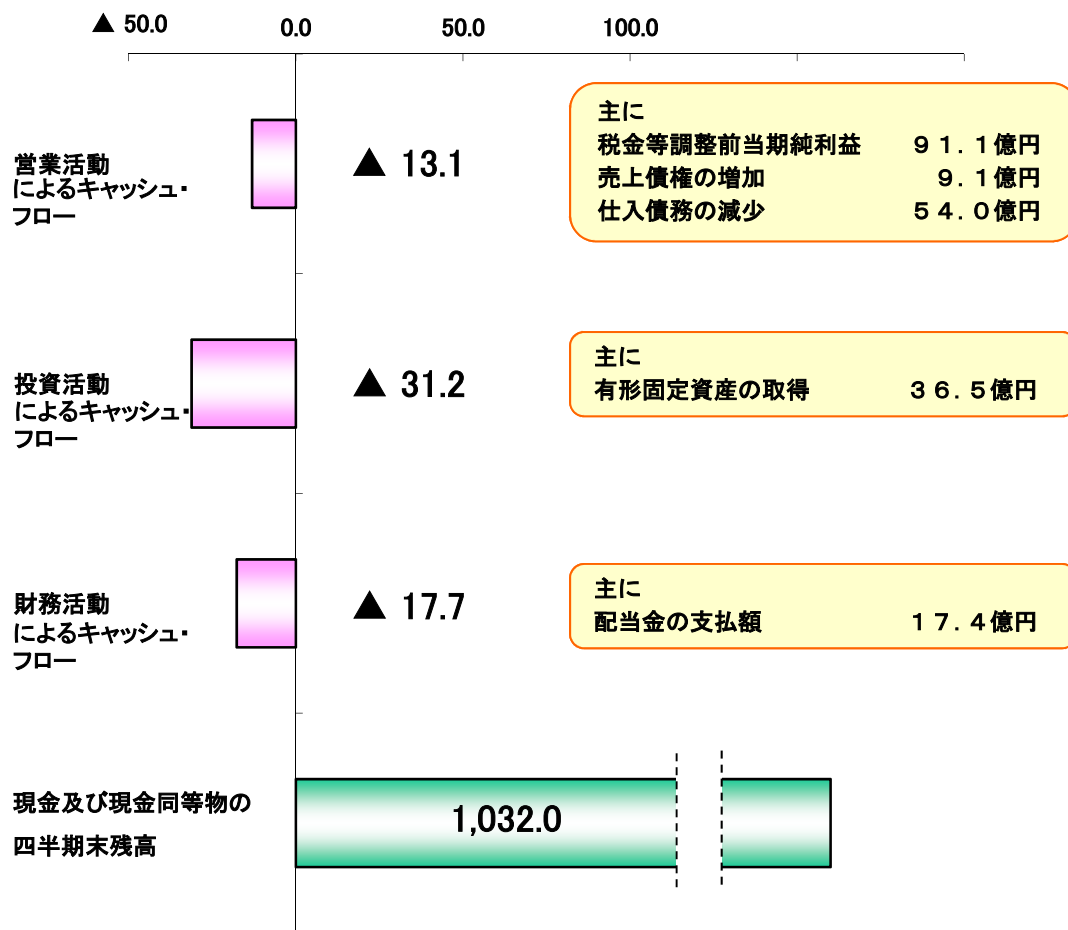 ▲ 50.0 0.0 50.0 100.0
営業活動
によるキャッシュ・
フロー
▲ 13.1
主に
税金等調整前当期純利益 ９１．１億円
売上債権の増加 ９．１億円
仕入債務の減少 ５４．０億円
投資活動
によるキャッシュ・
フロー
▲ 31.2
主に
有形固定資産の取得 ３６．５億円
財務活動
によるキャッシュ・
フロー
▲ 17.7
主に
配当金の支払額 １７．４億円
現金及び現金同等物の
四半期末残高
1,032.0